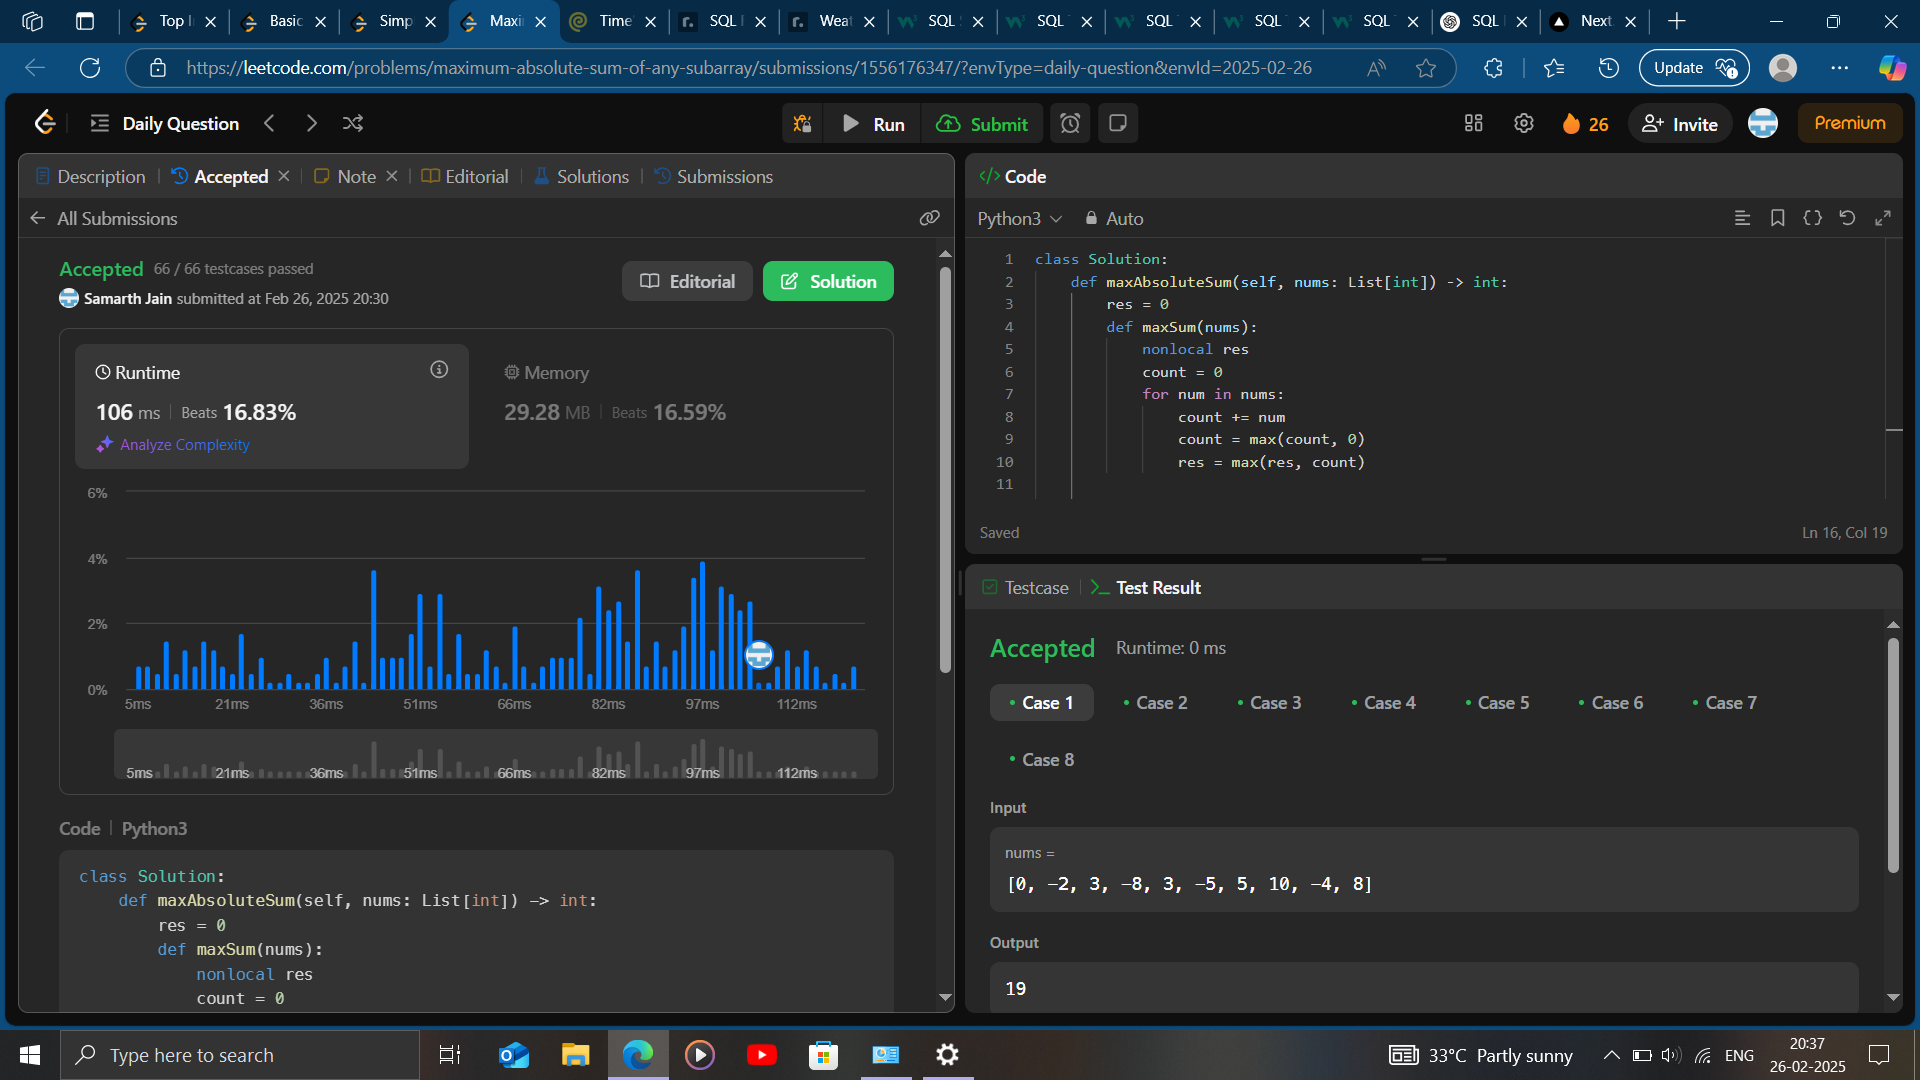 Top I
Basic
Simp
Maxi
Time
SQL
Wea
SQL
SQL
SQL
SQL
SQL
SQL
Next.
https://leetcode.com/problems/maximum-absolute-sum-of-any-subarray/submissions/1556176347/?envType=daily-question&envId=2025-02-26
Update
Daily Question
Run
Submit
26
Invite
Premium
Description
Accepted
Note
Editorial
Solutions
Submissions
All Submissions
Accepted 66 / 66 testcases passed
Samarth Jain submitted at Feb 26, 2025 20:30
Editorial
Solution
Runtime
106 ms | Beats 16.83%
Analyze Complexity
Memory
29.28 MB | Beats 16.59%
6%
4%
2%
0%
5ms 21ms 36ms 51ms 66ms 82ms 97ms 112ms
5ms 21ms 36ms 51ms 66ms 82ms 97ms 112ms
Code | Python3
class Solution:
def maxAbsoluteSum(self, nums: List[int]) -> int:
res = 0
def maxSum(nums):
nonlocal res
count = 0
</> Code
Python3
Auto
1 class Solution:
2 def maxAbsoluteSum(self, nums: List[int]) -> int:
3 res = 0
4 def maxSum(nums):
5 nonlocal res
6 count = 0
7 for num in nums:
8 count += num
9 count = max(count, 0)
10 res = max(res, count)
11
Saved
Ln 16, Col 19
Testcase
>_ Test Result
Accepted Runtime: 0 ms
Case 1
Case 2
Case 3
Case 4
Case 5
Case 6
Case 7
Case 8
Input
nums =
[0, -2, 3, -8, 3, -5, 5, 10, -4, 8]
Output
19
Type here to search
33°C Partly sunny
ENG
20:37
26-02-2025